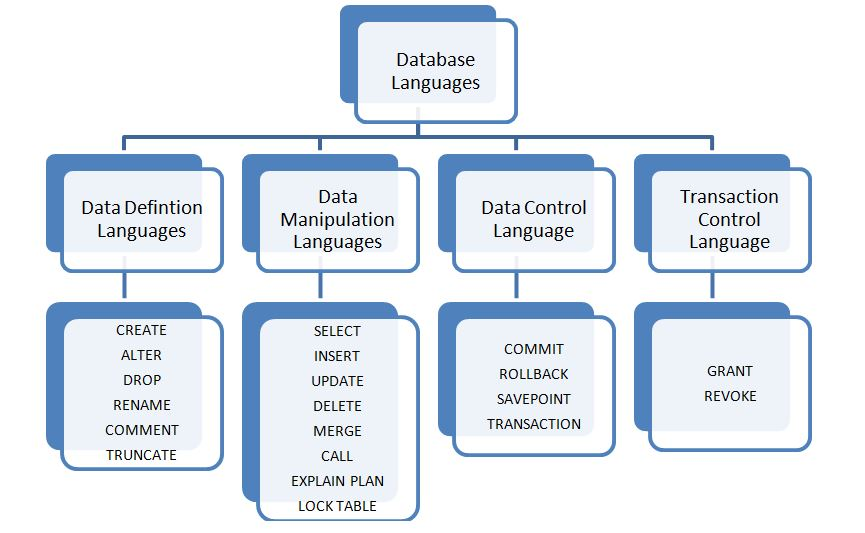 Database
Languages
Data Defintion
Languages
Data
Manipulation
Languages
Data Control
Language
Transaction
Control
Language
CREATE
ALTER
DROP
RENAME
COMMENT
TRUNCATE
SELECT
INSERT
UPDATE
DELETE
MERGE
CALL
EXPLAIN PLAN
LOCK TABLE
COMMIT
ROLLBACK
SAVEPOINT
TRANSACTION
GRANT
REVOKE